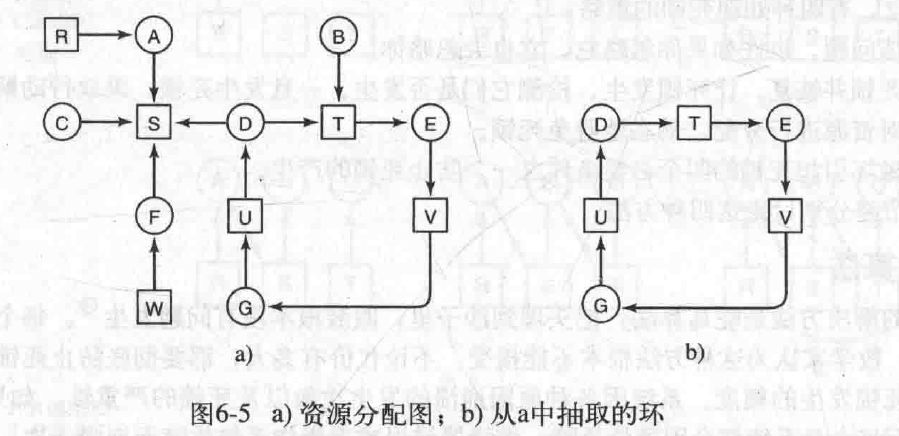 R A B
C S D T E D T E
F U V U V
W G G
a) b)
图6-5 a) 资源分配图；b) 从a中抽取的环